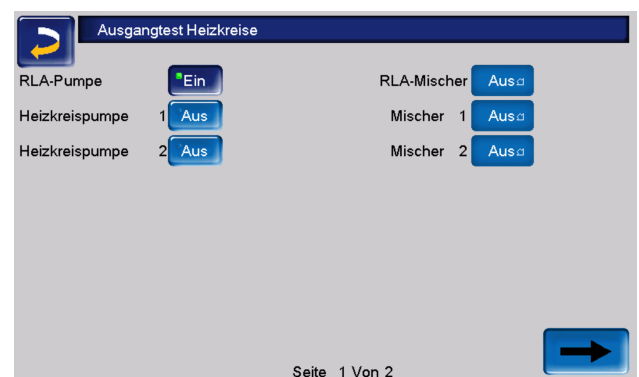 Ausgangtest Heizkreise
RLA-Pumpe Ein RLA-Mischer Aus
Heizkreispumpe 1 Aus Mischer 1 Aus
Heizkreispumpe 2 Aus Mischer 2 Aus
Seite 1 Von 2